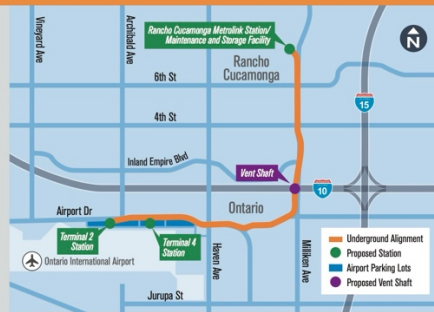 Vineyard Ave
Archibald Ave
Rancho Cucamonga Metrolink Station/
Maintenance and Storage Facility
N
Rancho
Cucamonga
6th St
15
4th St
Inland Empire Blvd
Vent Shaft
10
Airport Dr
Ontario
Terminal 2
Station
Terminal 4
Station
Haven Ave
Milliken Ave
Ontario International Airport
Jurupa St
Underground Alignment
Proposed Station
Airport Parking Lots
Proposed Vent Shaft